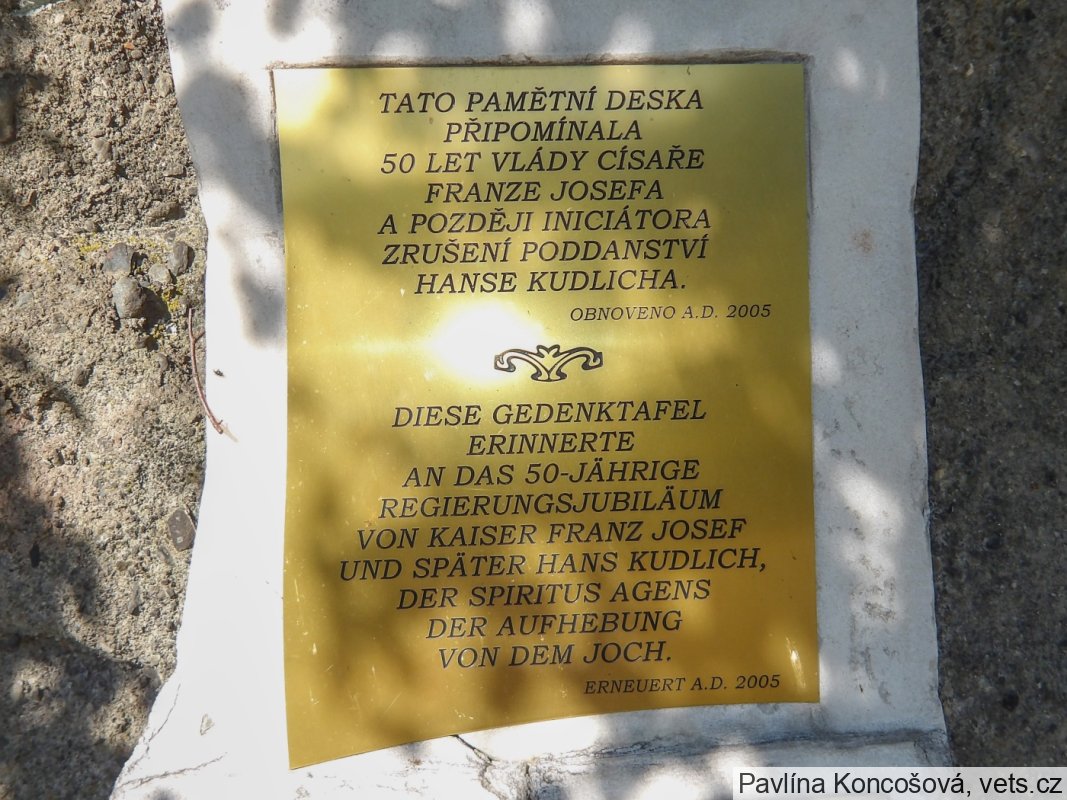 TATO PAMĚTNÍ DESKA
PŘIPOMÍNALA
50 LET VLÁDY CÍSAŘE
FRANZE JOSEFA
A POZDĚJI INICIÁTORA
ZRUŠENÍ PODDANSTVÍ
HANSE KUDLICHA.
OBNOVENO A.D. 2005
DIESE GEDENKTAFEL
ERINNERTE
AN DAS 50-JÄHRIGE
REGIERUNGSJUBILÄUM
VON KAISER FRANZ JOSEF
UND SPÄTER HANS KUDLICH,
DER SPIRITUS AGENS
DER AUFHEBUNG
VON DEM JOCH.
ERNEUERT A.D. 2005
Pavlína Koncošová, vets.cz